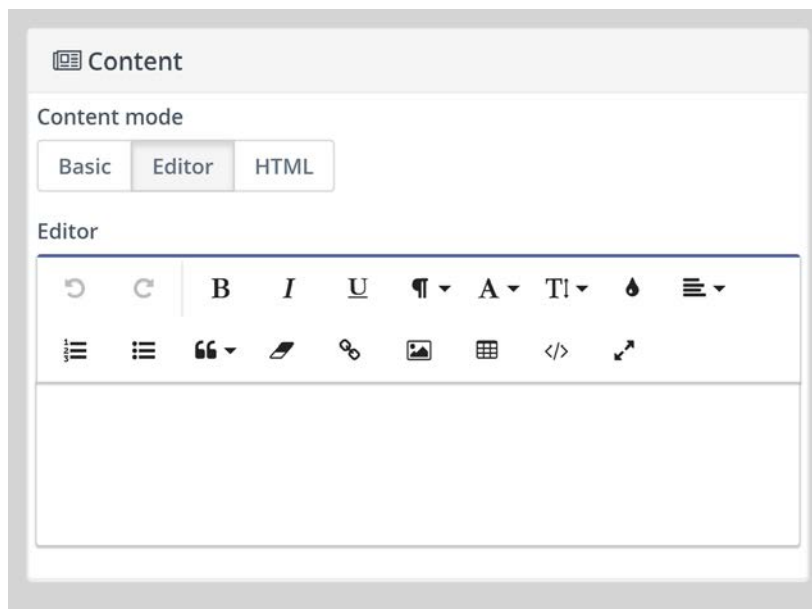 Content
Content mode
Basic Editor HTML
Editor
B I U ¶ A T